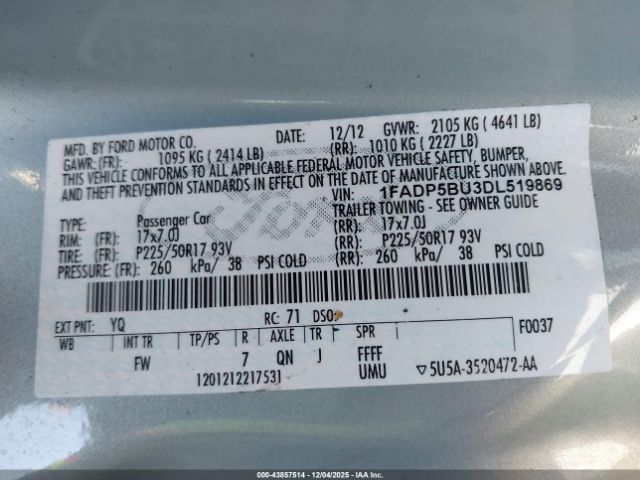 MFD. BY FORD MOTOR CO. DATE: 12/12 GVWR: 2105 KG ( 4641 LB)
GAWR: (FR): 1095 KG ( 2414 LB) (RR): 1010 KG ( 2227 LB)
THIS VEHICLE CONFORMS TO ALL APPLICABLE FEDERAL MOTOR VEHICLE SAFETY, BUMPER,
AND THEFT PREVENTION STANDARDS IN EFFECT ON THE DATE OF MANUFACTURE SHOWN ABOVE.
VIN: 1FADP5BU3DL519869
TYPE: Passenger Car TRAILER TOWING - SEE OWNER GUIDE
RIM: (FR): 17x7.0J (RR): 17x7.0J
TIRE: (FR): P225/50R17 93V (RR): P225/50R17 93V
PRESSURE: (FR): 260 kPa/ 38 PSI COLD (RR): 260 kPa/ 38 PSI COLD
EXT PNT: YQ RC: 71 DSO: F0037
WB INT TR TP/PS R AXLE TR SPR
FW 7 QN J FFFF
1201212217531 UMU ▽5U5A-3520472-AA
Ford
00-43857514 - 12/04/2025 - COPART IAA